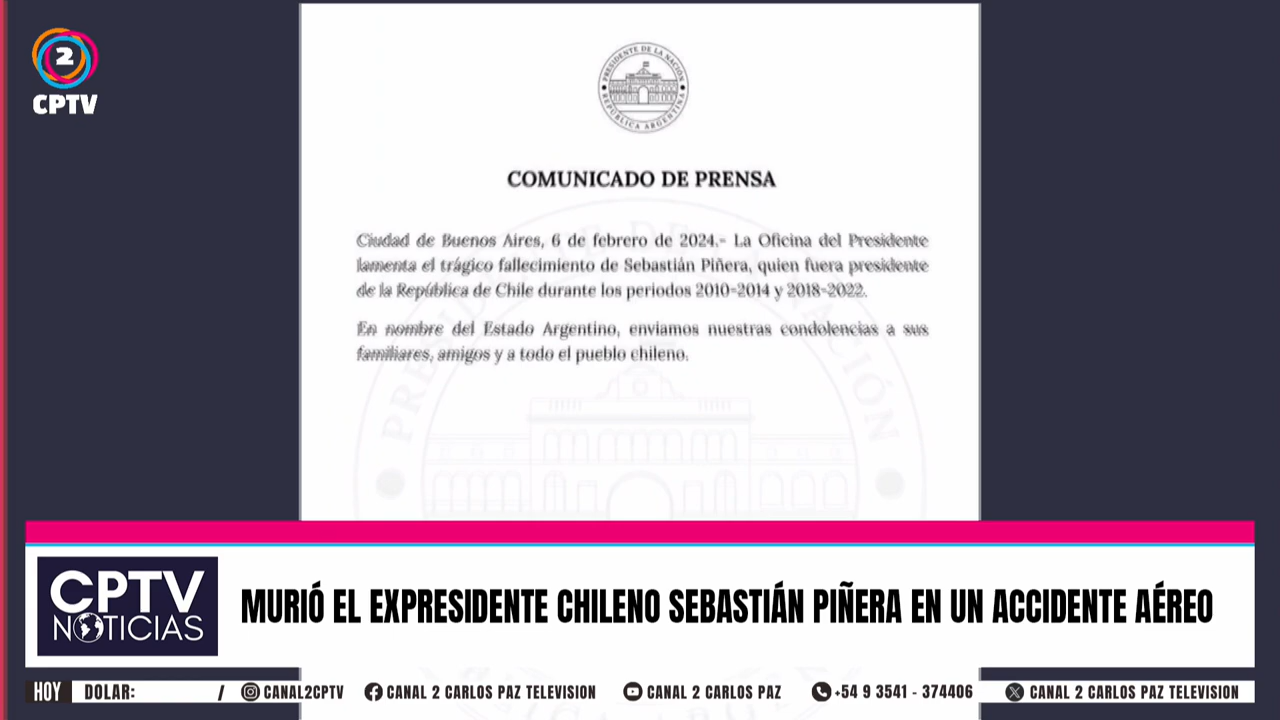 2
CPTV
PRESIDENTE DE LA NACIÓN
REPÚBLICA ARGENTINA
COMUNICADO DE PRENSA
Ciudad de Buenos Aires, 6 de febrero de 2024.- La Oficina del Presidente
lamenta el trágico fallecimiento de Sebastián Piñera, quien fuera presidente
de la República de Chile durante los periodos 2010-2014 y 2018-2022.
En nombre del Estado Argentino, enviamos nuestras condolencias a sus
familiares, amigos y a todo el pueblo chileno.
CPTV
NOTICIAS
MURIÓ EL EXPRESIDENTE CHILENO SEBASTIÁN PIÑERA EN UN ACCIDENTE AÉREO
HOY DOLAR: / CANAL2CPTV CANAL 2 CARLOS PAZ TELEVISION CANAL 2 CARLOS PAZ +54 9 3541 - 374406 CANAL 2 CARLOS PAZ TELEVISION